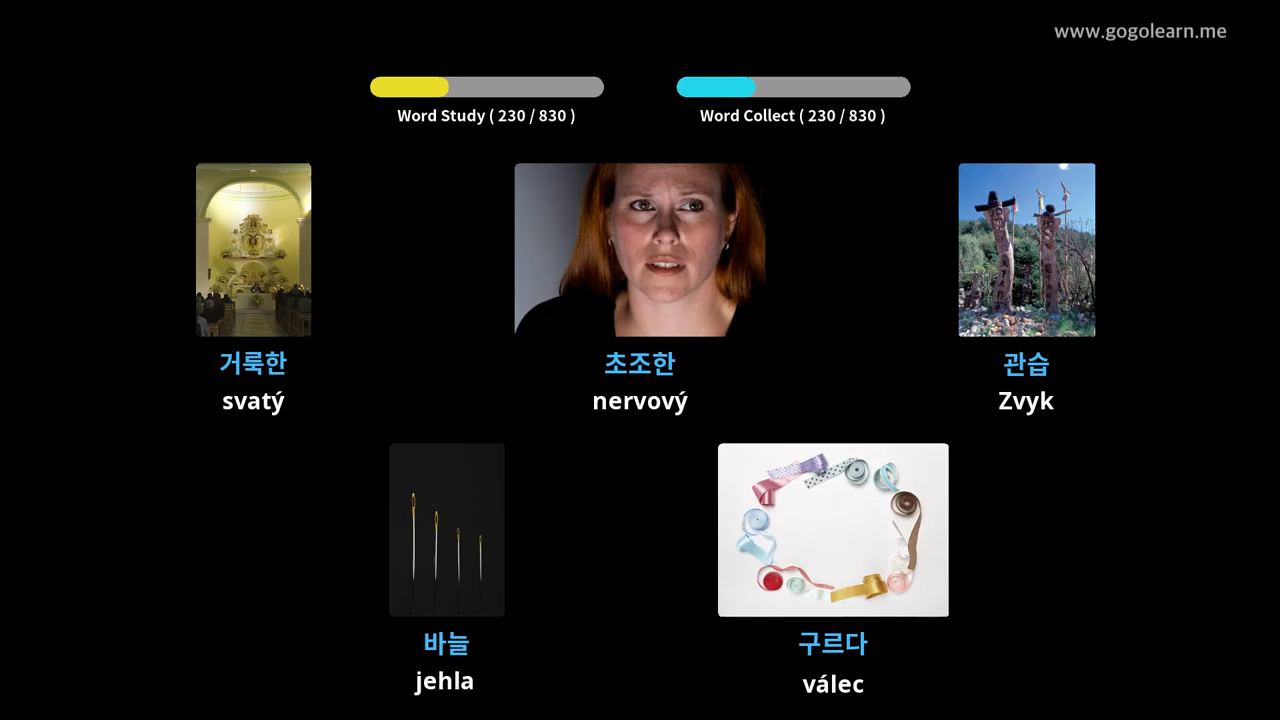 www.gogolearn.me
Word Study ( 230 / 830 )
Word Collect ( 230 / 830 )
거룩한
초조한
관습
svatý
nervový
Zvyk
바늘
구르다
jehla
válec